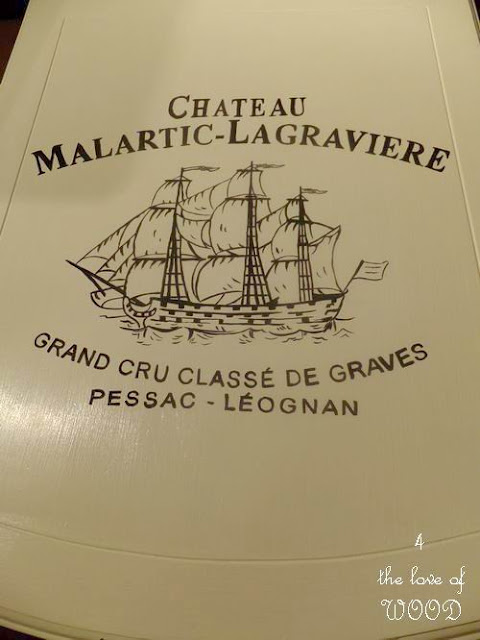 CHATEAU
MALARTIC-LAGRAVIERE
GRAND CRU CLASSÉ DE GRAVES
PESSAC - LÉOGNAN
4
the love of
WOOD